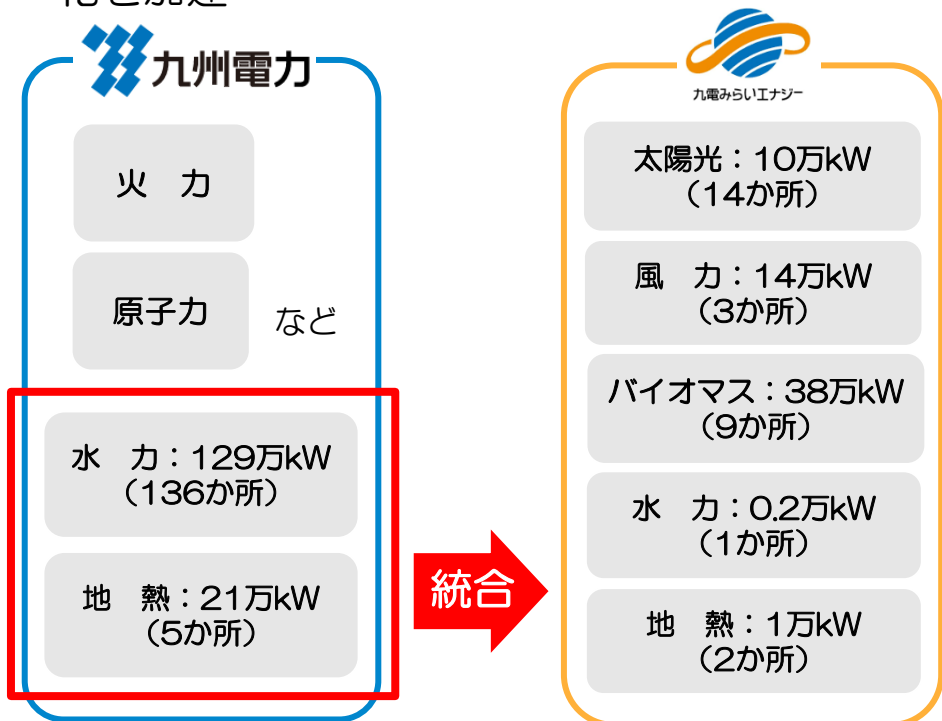 九州電力
火　力
原子力
など
水　力：129万kW
（136か所）
地　熱：21万kW
（5か所）
統合
九電みらいエナジー
太陽光：10万kW
（14か所）
風　力：14万kW
（3か所）
バイオマス：38万kW
（9か所）
水　力：0.2万kW
（1か所）
地　熱：1万kW
（2か所）